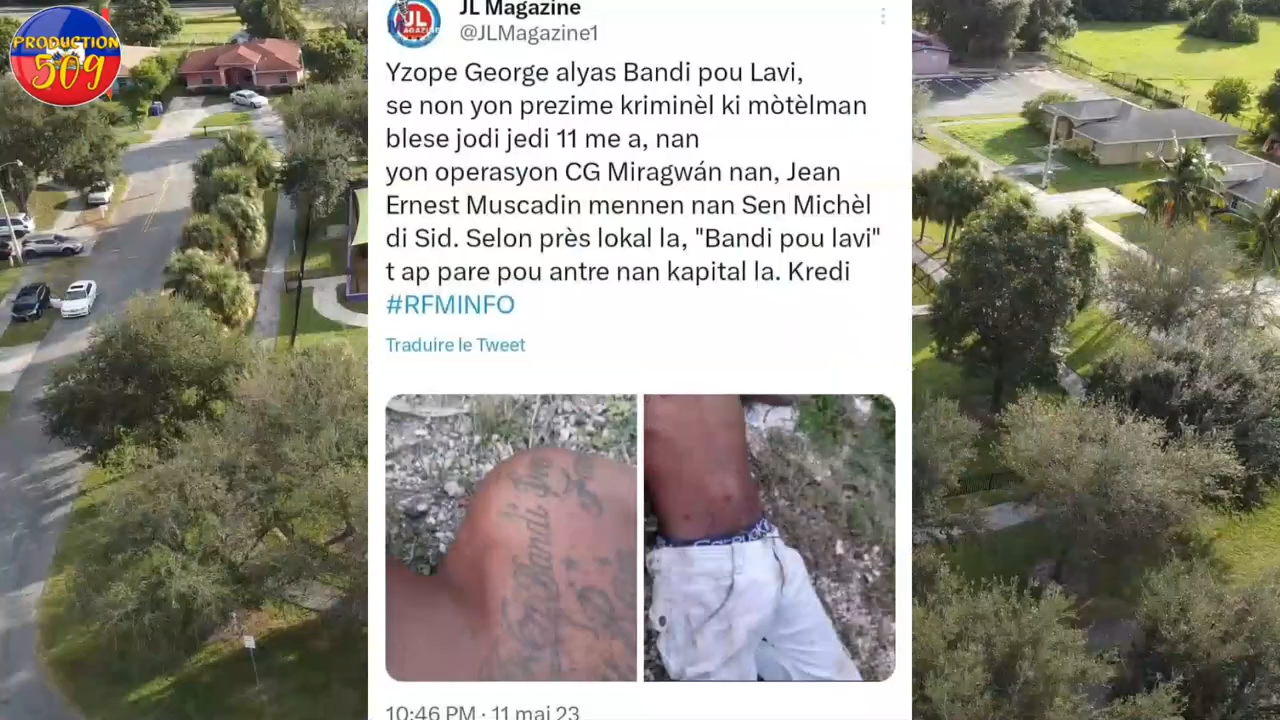 PRODUCTION
509
JL Magazine
@JLMagazine1
Yzope George alyas Bandi pou Lavi,
se non yon prezime kriminèl ki mòtèlman
blese jodi jedi 11 me a, nan
yon operasyon CG Miragwán nan, Jean
Ernest Muscadin mennen nan Sen Michèl
di Sid. Selon près lokal la, "Bandi pou lavi"
t ap pare pou antre nan kapital la. Kredi
#RFMINFO
Traduire le Tweet
Bandi
10:46 PM · 11 mai 23